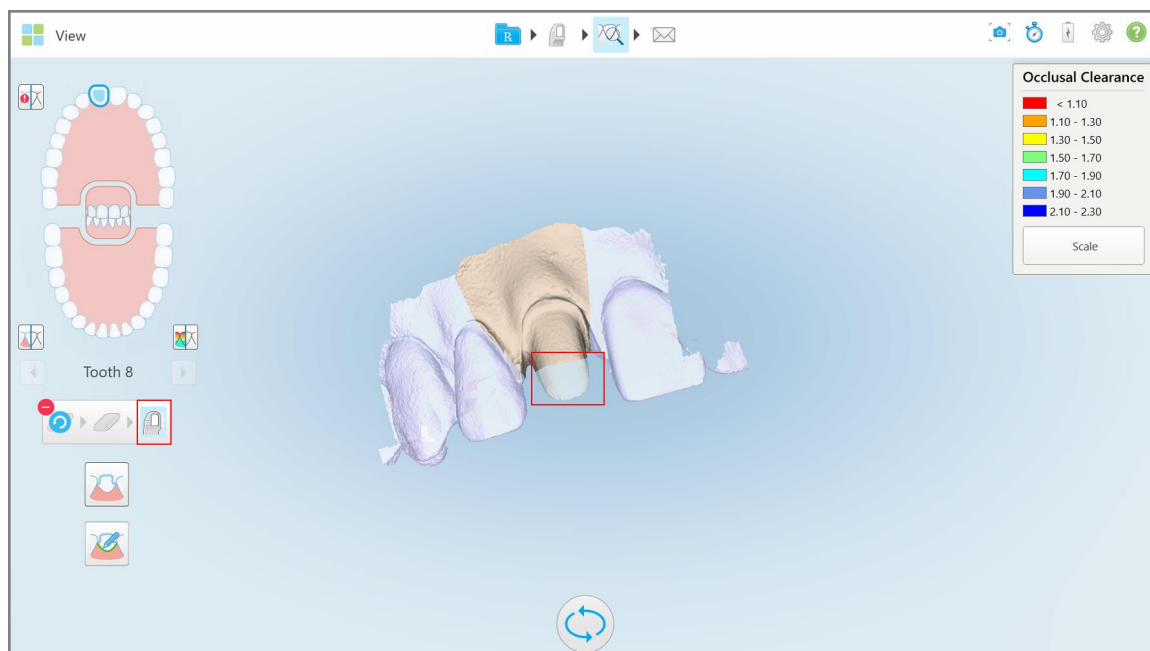 View
R
?
Occlusal Clearance
< 1.10
1.10 - 1.30
1.30 - 1.50
1.50 - 1.70
1.70 - 1.90
1.90 - 2.10
2.10 - 2.30
Scale
Tooth 8